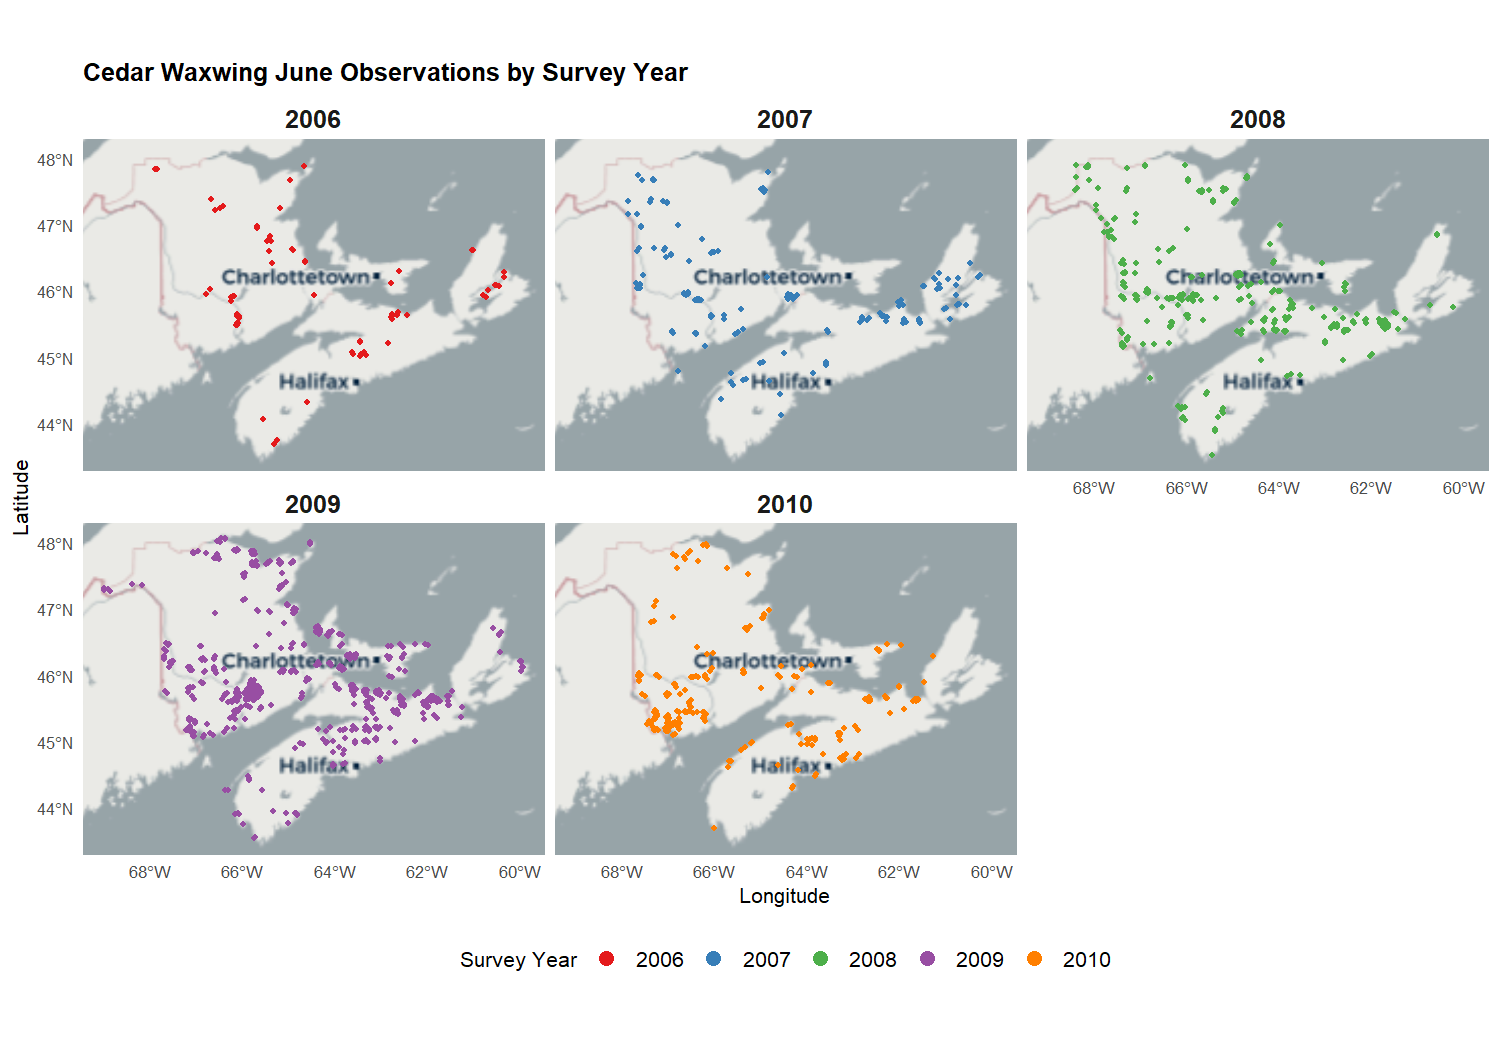 Cedar Waxwing June Observations by Survey Year
2006
2007
2008
48°N
47°N
46°N
45°N
44°N
Charlottetown
Halifax
Charlottetown
Halifax
Charlottetown
Halifax
68°W 66°W 64°W 62°W 60°W
Latitude
2009
2010
48°N
47°N
46°N
45°N
44°N
Charlottetown
Halifax
Charlottetown
Halifax
68°W 66°W 64°W 62°W 60°W
68°W 66°W 64°W 62°W 60°W
Longitude
Survey Year 2006 2007 2008 2009 2010